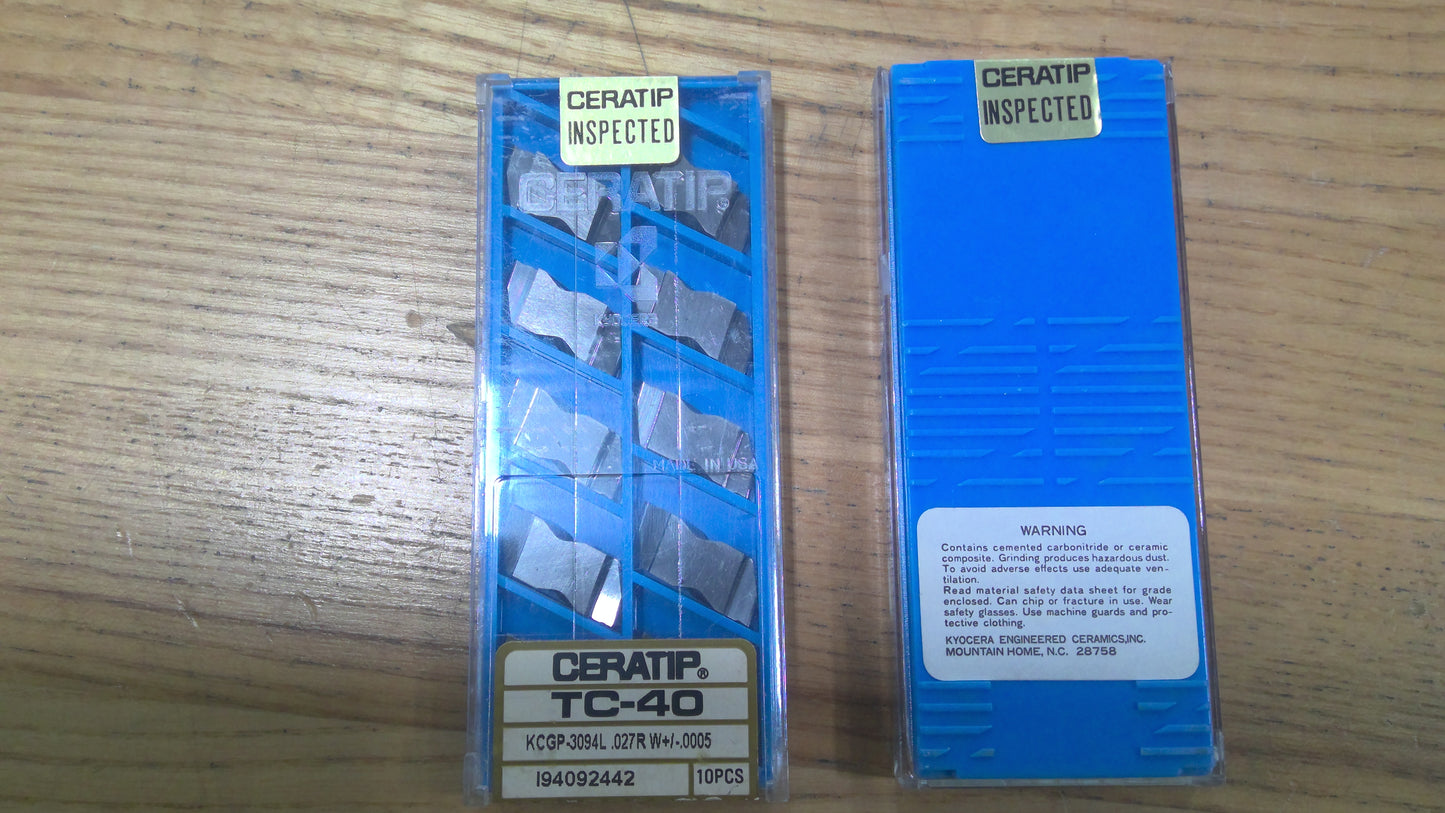 CERATIP
INSPECTED
CERATIP®
MADE IN USA
CERATIP®
TC-40
KCGP-3094L .027R W+/-.0005
I94092442
10PCS
CERATIP
INSPECTED
WARNING
Contains cemented carbonitride or ceramic
composite. Grinding produces hazardous dust.
To avoid adverse effects use adequate ven-
tilation.
Read material safety data sheet for grade
enclosed. Can chip or fracture in use. Wear
safety glasses. Use machine guards and pro-
tective clothing.
KYOCERA ENGINEERED CERAMICS,INC.
MOUNTAIN HOME, N.C. 28758